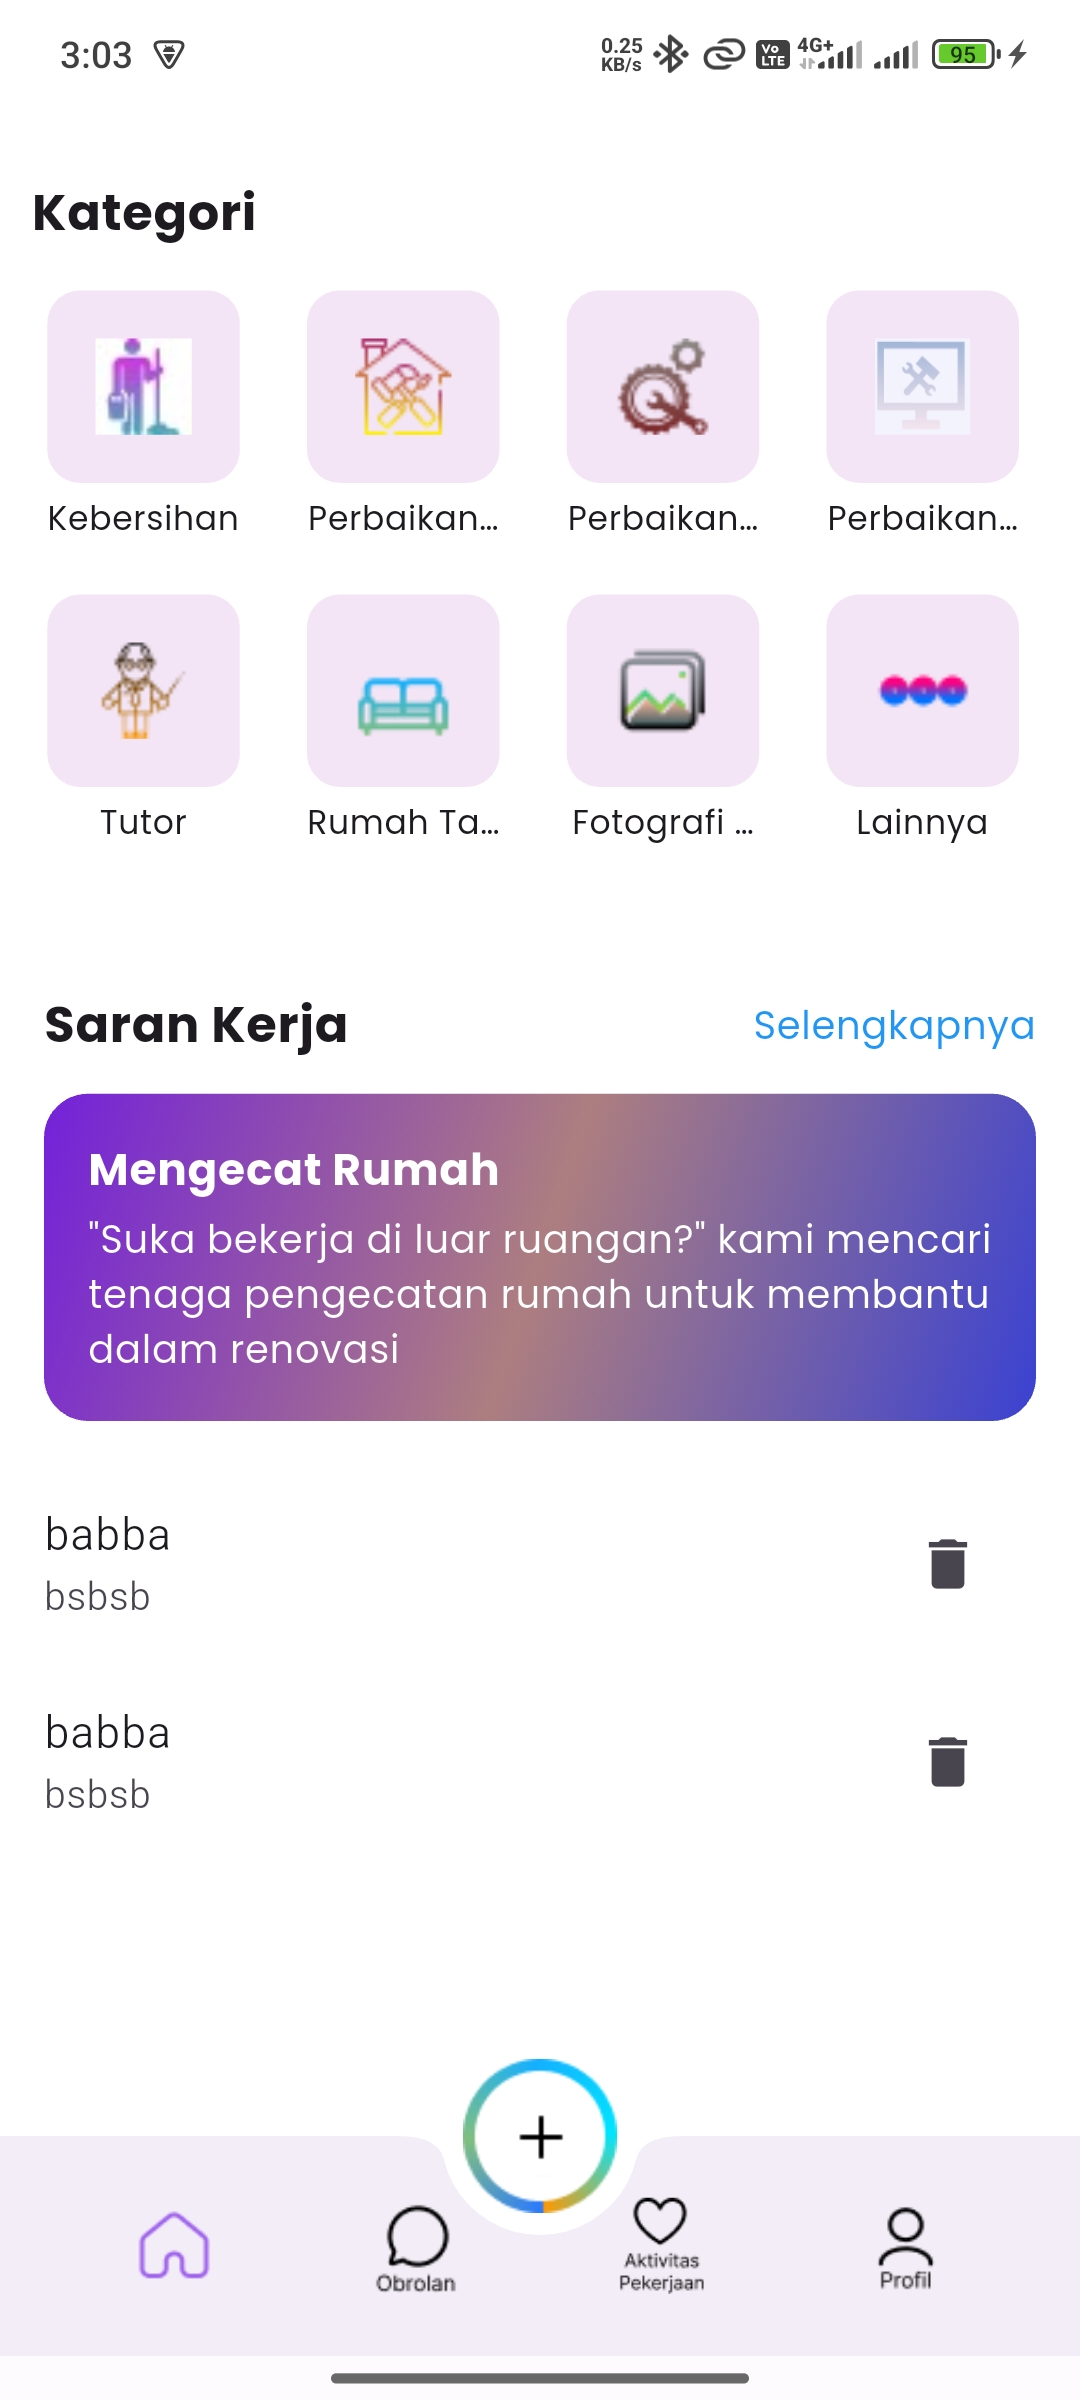 3:03
0.25
KB/s
Vo
LTE
4G+
95
Kategori
Kebersihan
Perbaikan...
Perbaikan...
Perbaikan...
Tutor
Rumah Ta...
Fotografi ...
Lainnya
Saran Kerja
Selengkapnya
Mengecat Rumah
"Suka bekerja di luar ruangan?" kami mencari
tenaga pengecatan rumah untuk membantu
dalam renovasi
babba
bsbsb
babba
bsbsb
Obrolan
Aktivitas
Pekerjaan
Profil